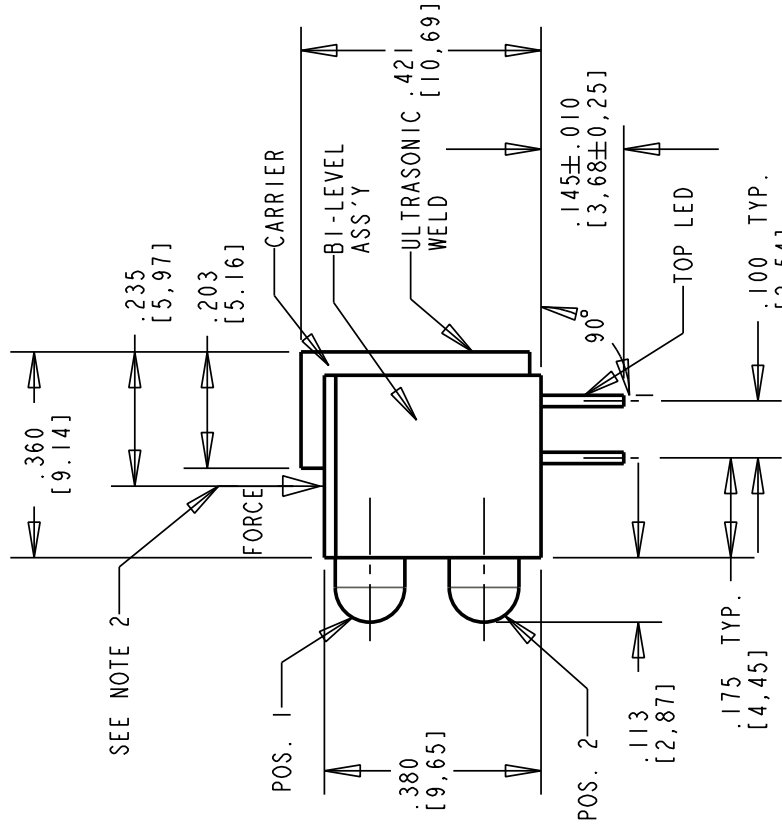 .421
[10,69]
.145±.010
[3,68±0,25]
CARRIER
BI-LEVEL
ASS'Y
ULTRASONIC
WELD
.235
[5,97]
.203
[5.16]
TOP LED
.100 TYP.
90°
.360
[9.14]
FORCE
SEE NOTE 2
POS. 1
.380
[9,65]
POS. 2
.113
[2,87]
.175 TYP.
[4,45]